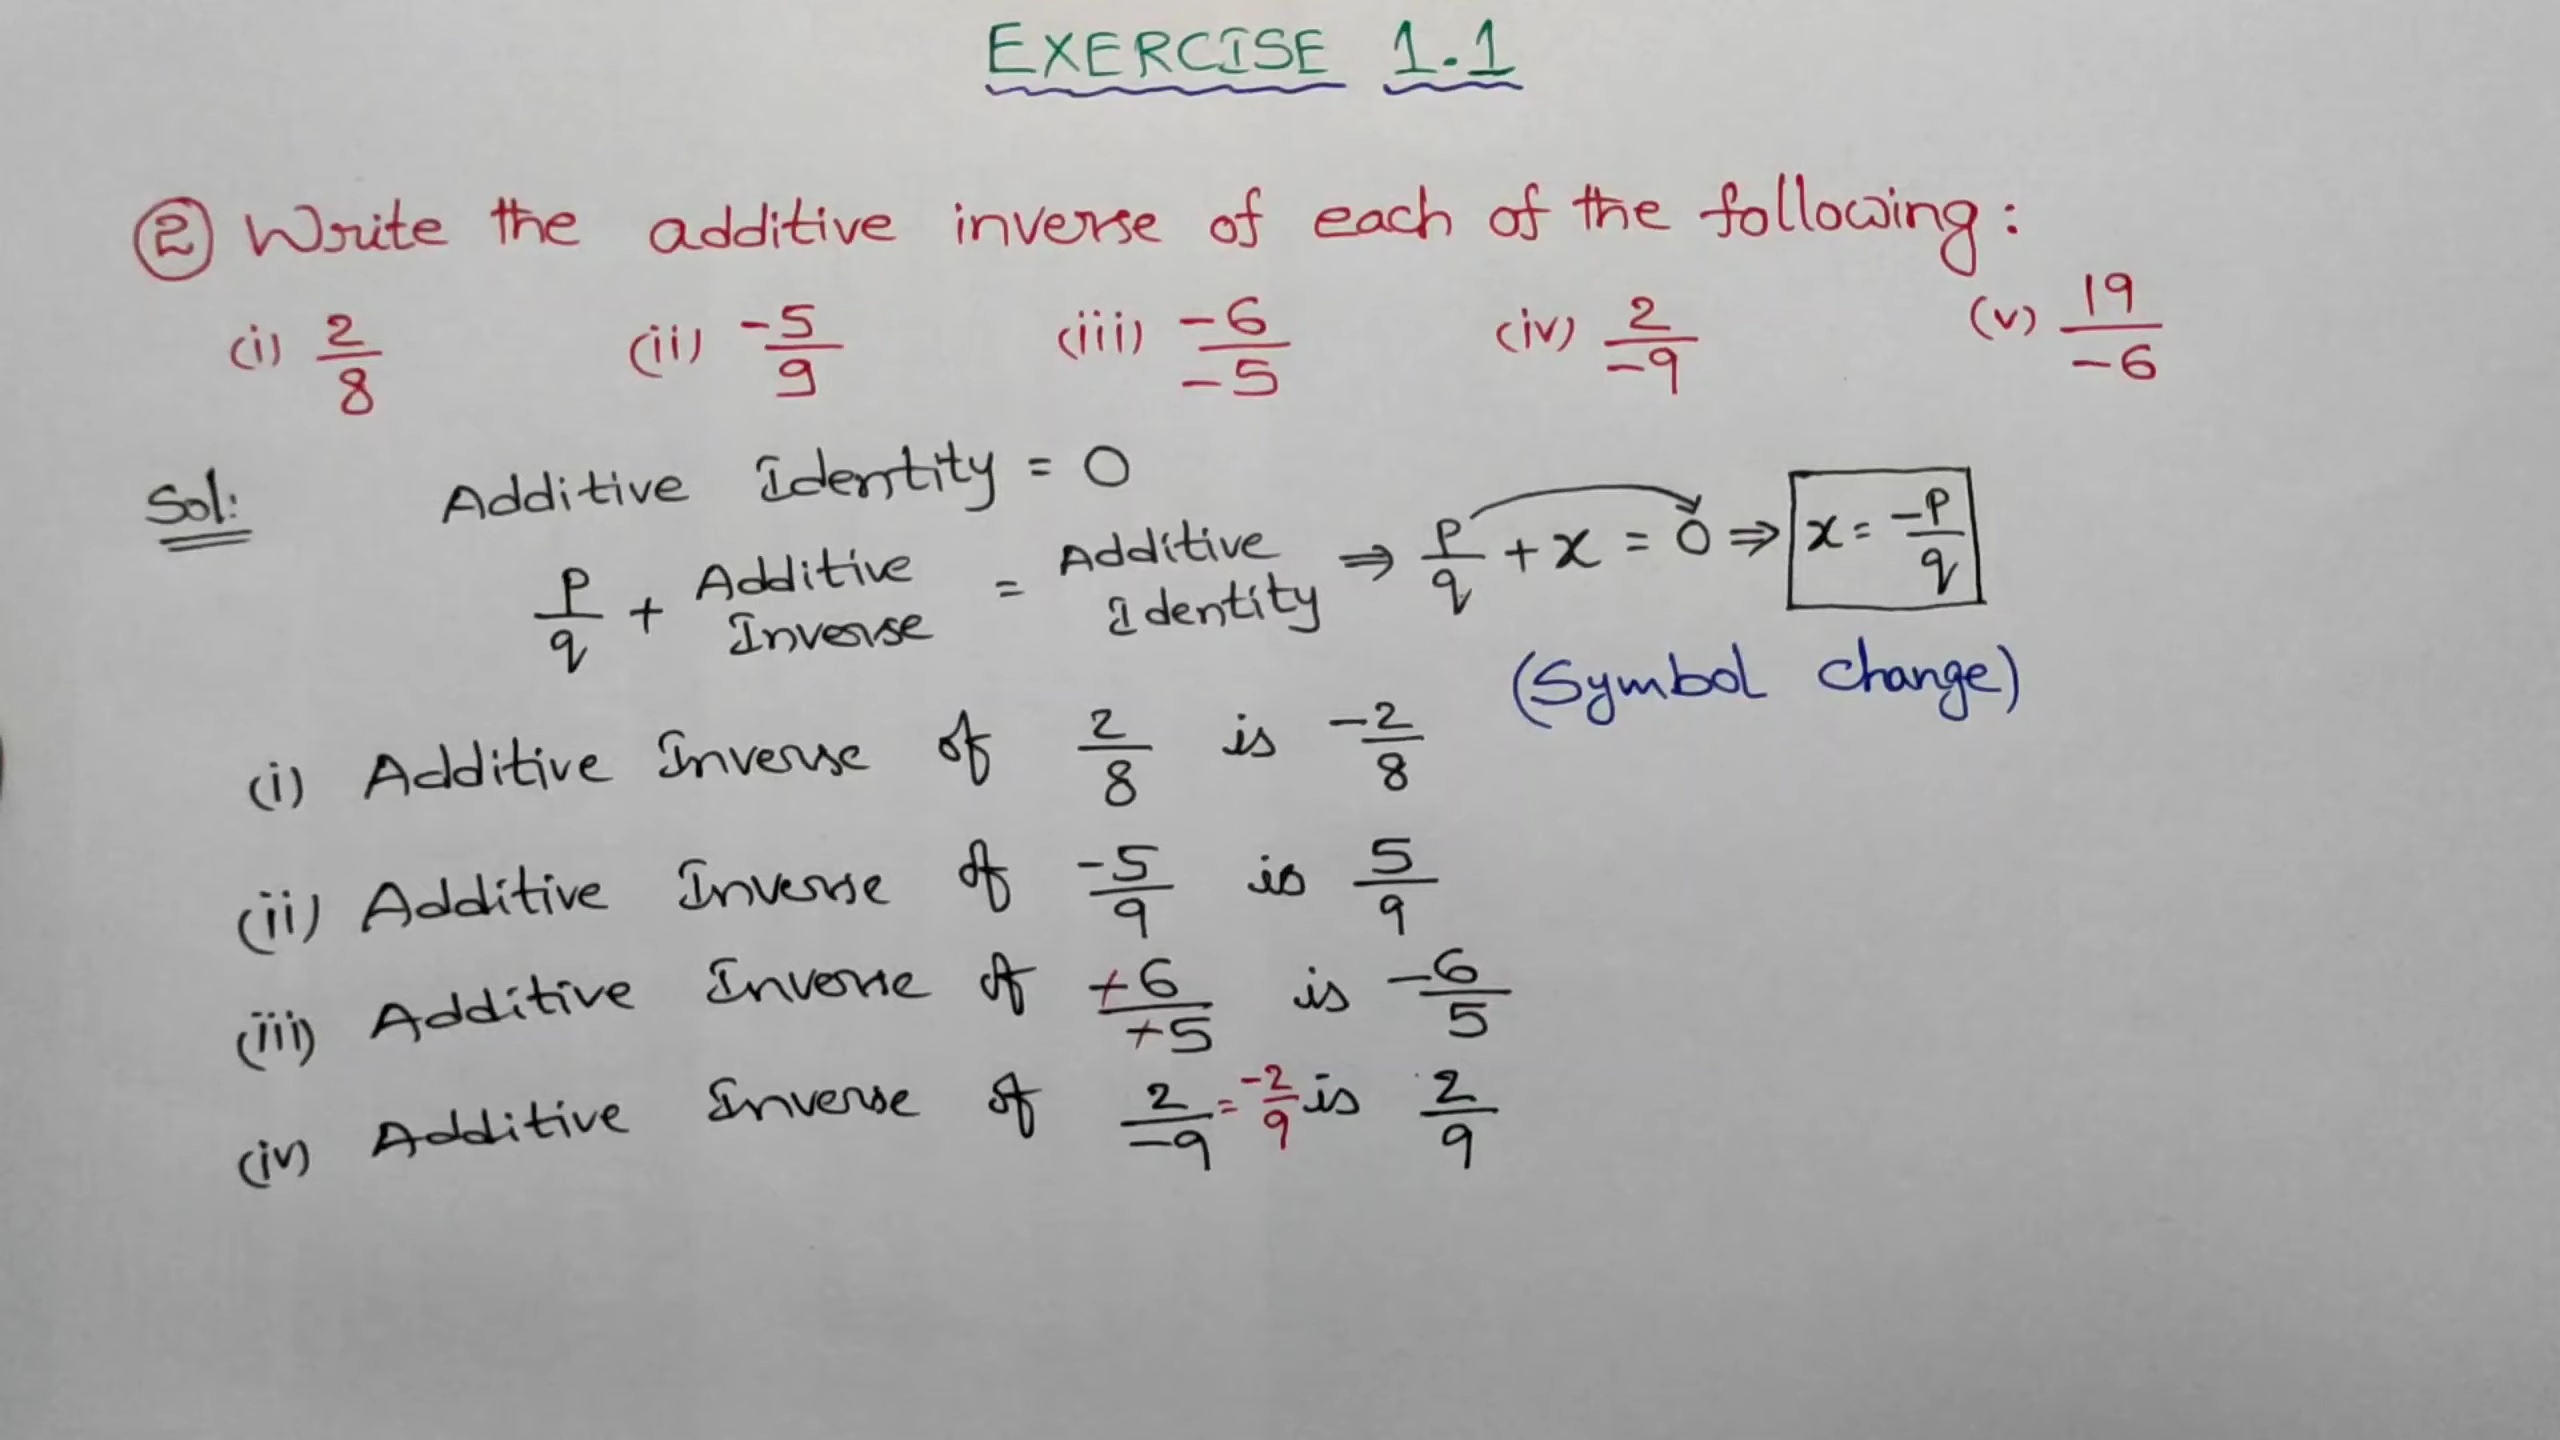 EXERCISE 1.1
② Write the additive inverse of each of the following:
(i) 2/8 (ii) -5/9 (iii) -6/-5 (iv) 2/-9 (v) 19/-6
Sol: Additive Identity = 0
p/q + Additive Inverse = Additive Identity ⇒ p/q + x = 0 ⇒ x = -p/q
(Symbol change)
(i) Additive Inverse of 2/8 is -2/8
(ii) Additive Inverse of -5/9 is 5/9
(iii) Additive Inverse of +6/+5 is -6/5
(iv) Additive Inverse of 2/-9 = -2/9 is 2/9